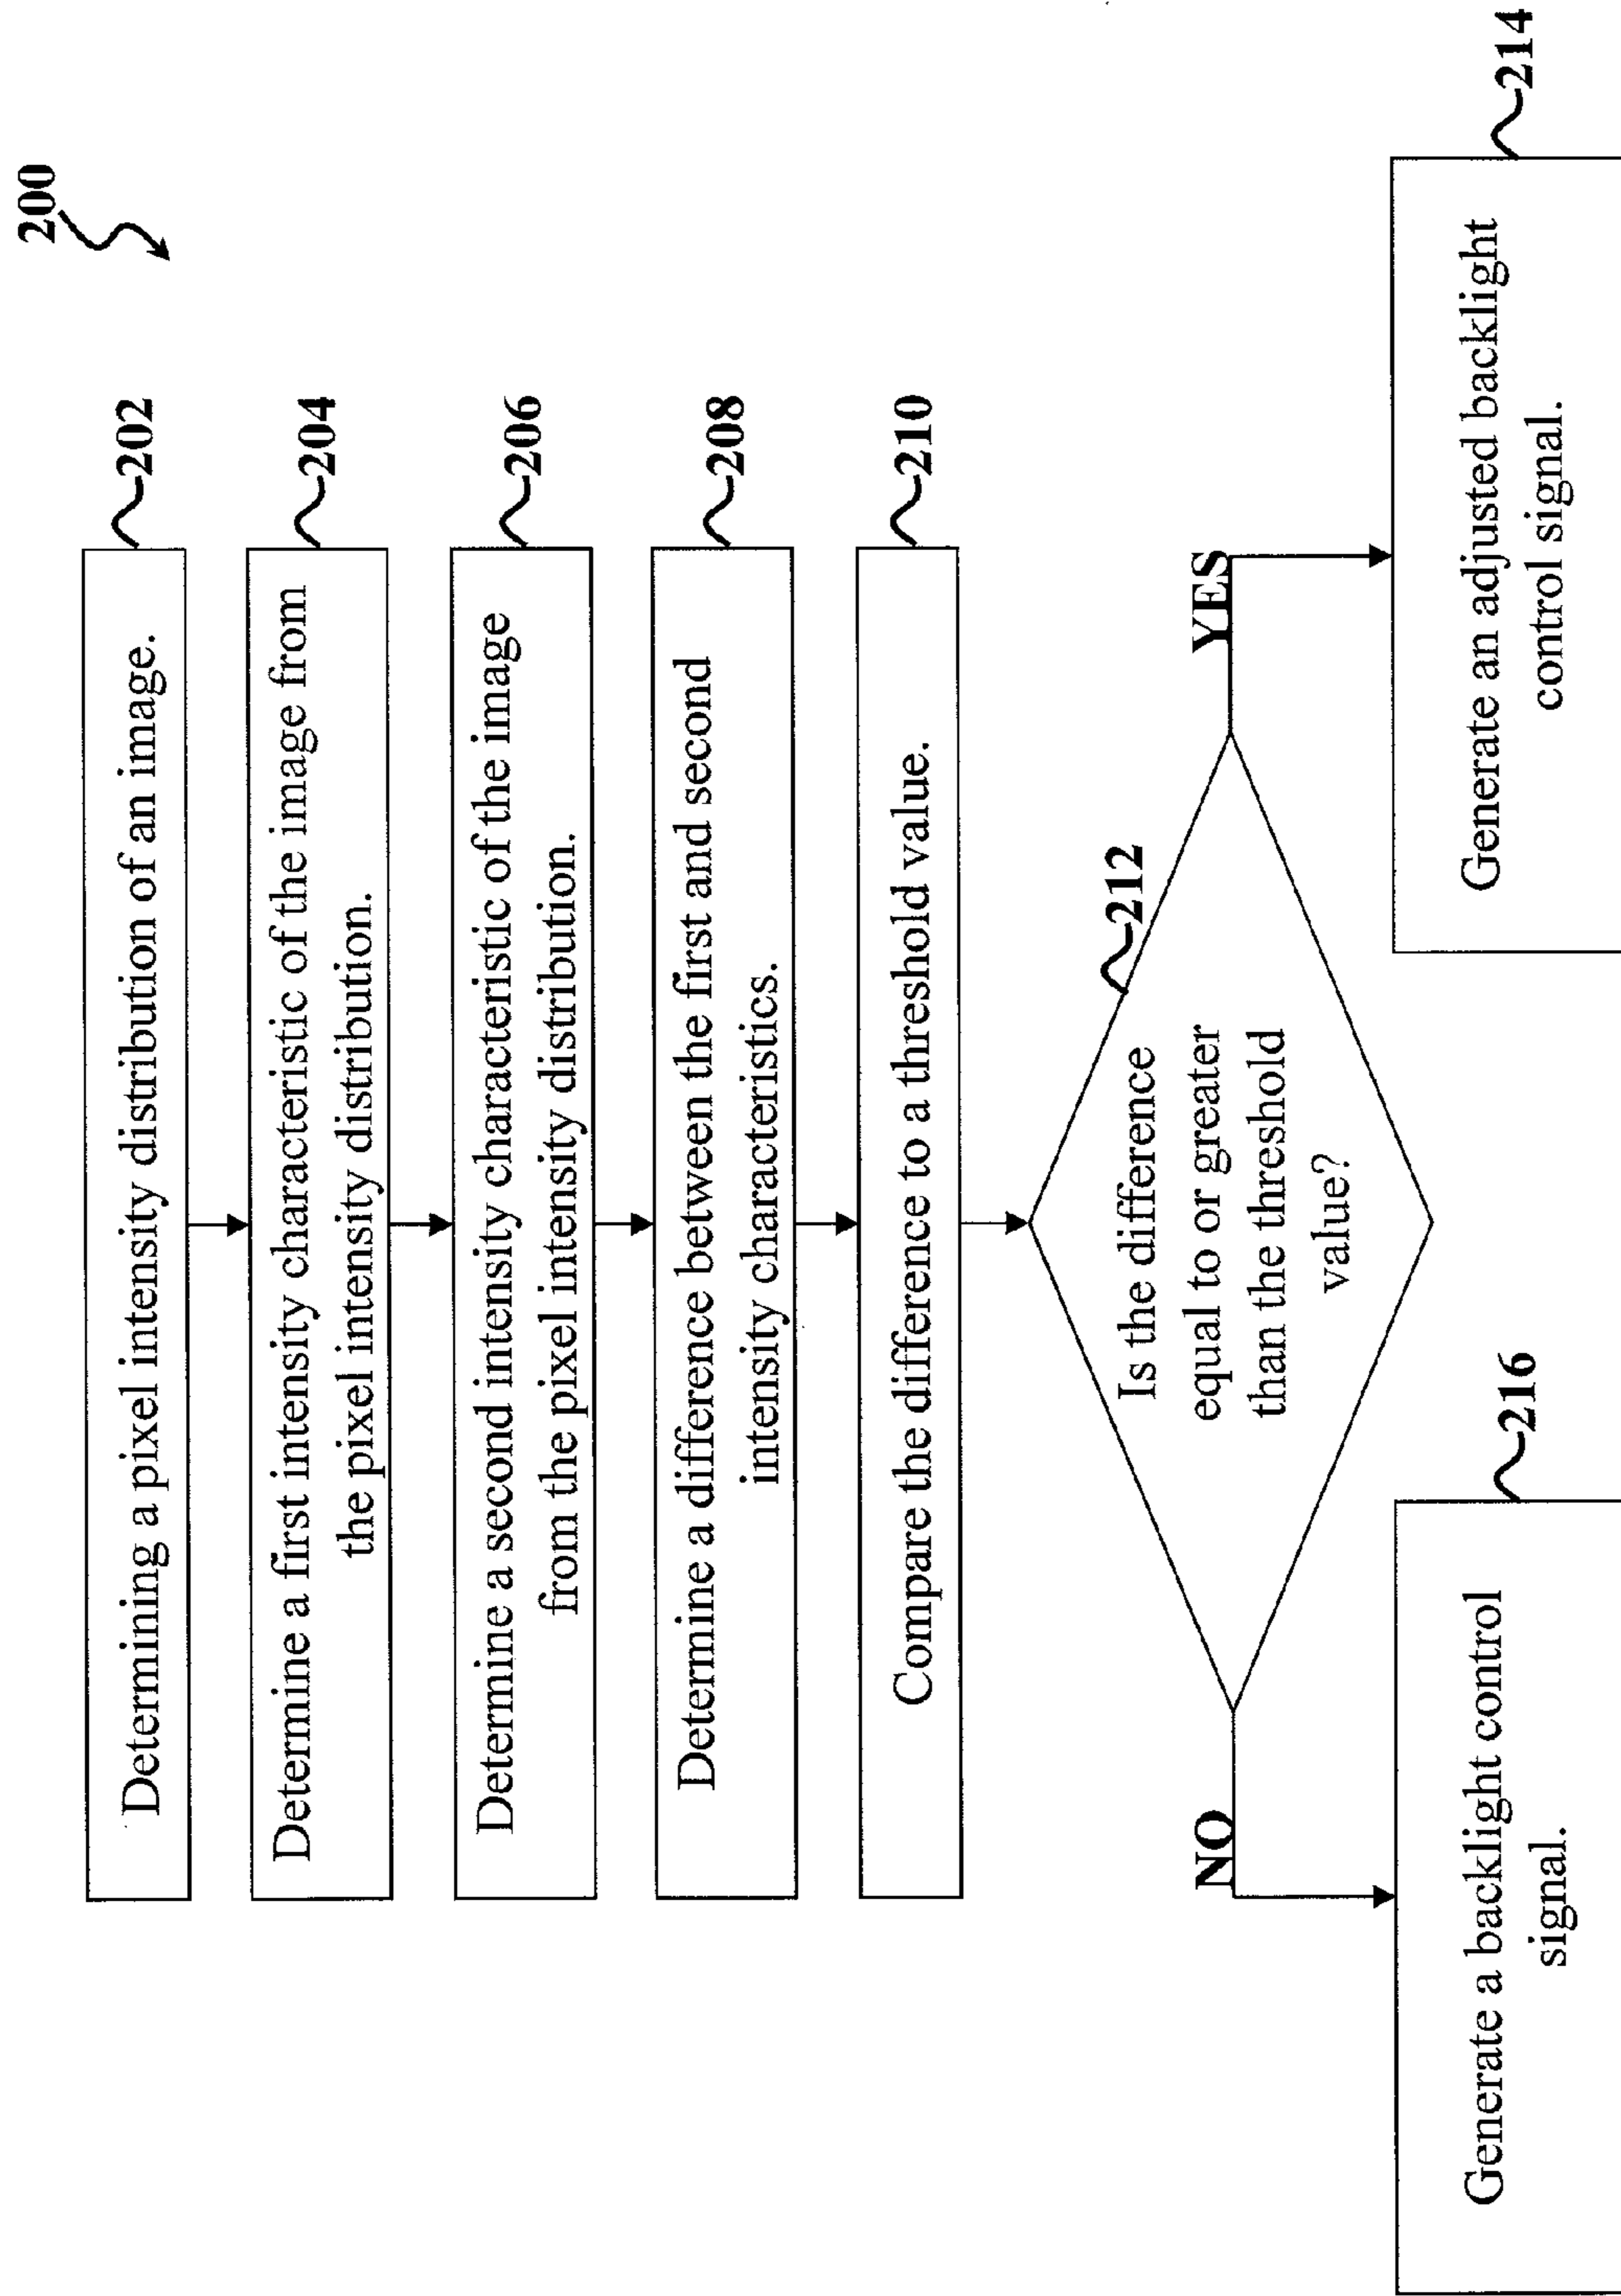 200
Determining a pixel intensity distribution of an image.
202
Determine a first intensity characteristic of the image from
the pixel intensity distribution.
204
Determine a second intensity characteristic of the image
from the pixel intensity distribution.
206
Determine a difference between the first and second
intensity characteristics.
208
Compare the difference to a threshold value.
210
212
Is the difference
equal to or greater
than the threshold
value?
NO
YES
Generate a backlight control
signal.
216
Generate an adjusted backlight
control signal.
214